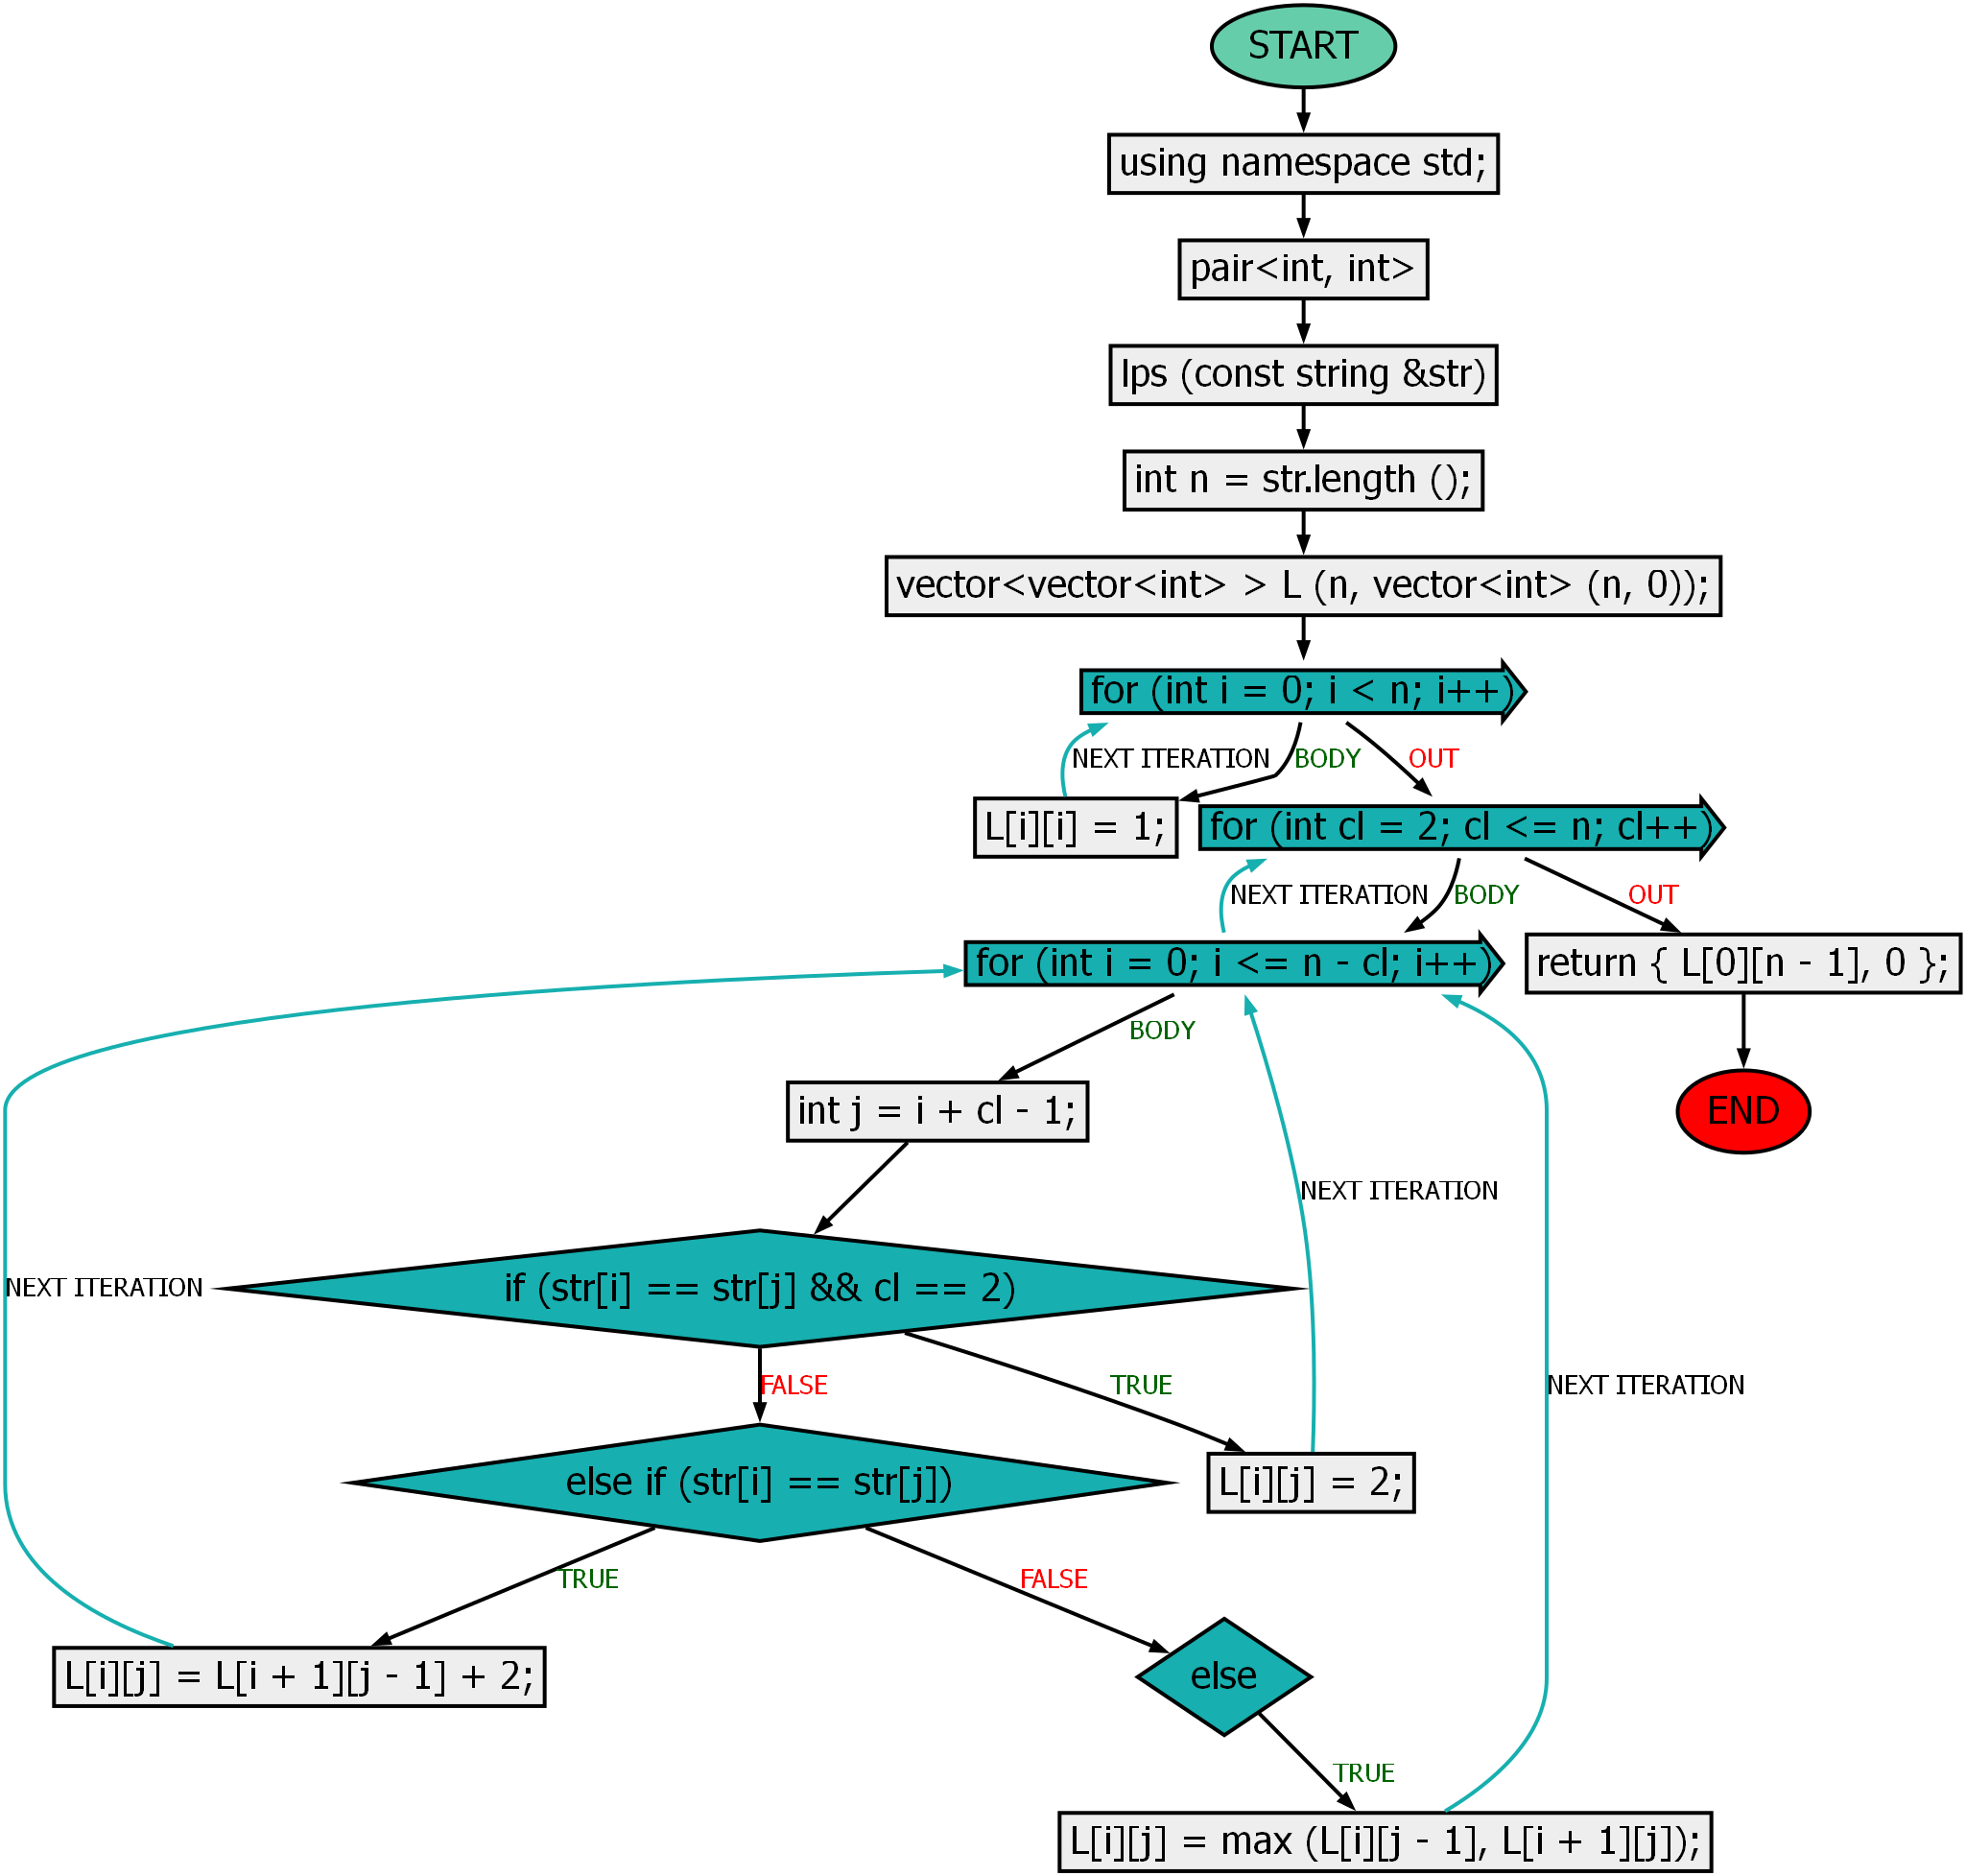 START
using namespace std;
pair<int, int>
lps (const string &str)
int n = str.length ();
vector<vector<int> > L (n, vector<int> (n, 0));
for (int i = 0; i < n; i++)
NEXT ITERATION
BODY
OUT
L[i][i] = 1;
for (int cl = 2; cl <= n; cl++)
NEXT ITERATION
BODY
OUT
for (int i = 0; i <= n - cl; i++)
return { L[0][n - 1], 0 };
BODY
int j = i + cl - 1;
END
NEXT ITERATION
NEXT ITERATION
if (str[i] == str[j] && cl == 2)
FALSE
TRUE
NEXT ITERATION
else if (str[i] == str[j])
L[i][j] = 2;
TRUE
FALSE
L[i][j] = L[i + 1][j - 1] + 2;
else
TRUE
L[i][j] = max (L[i][j - 1], L[i + 1][j]);